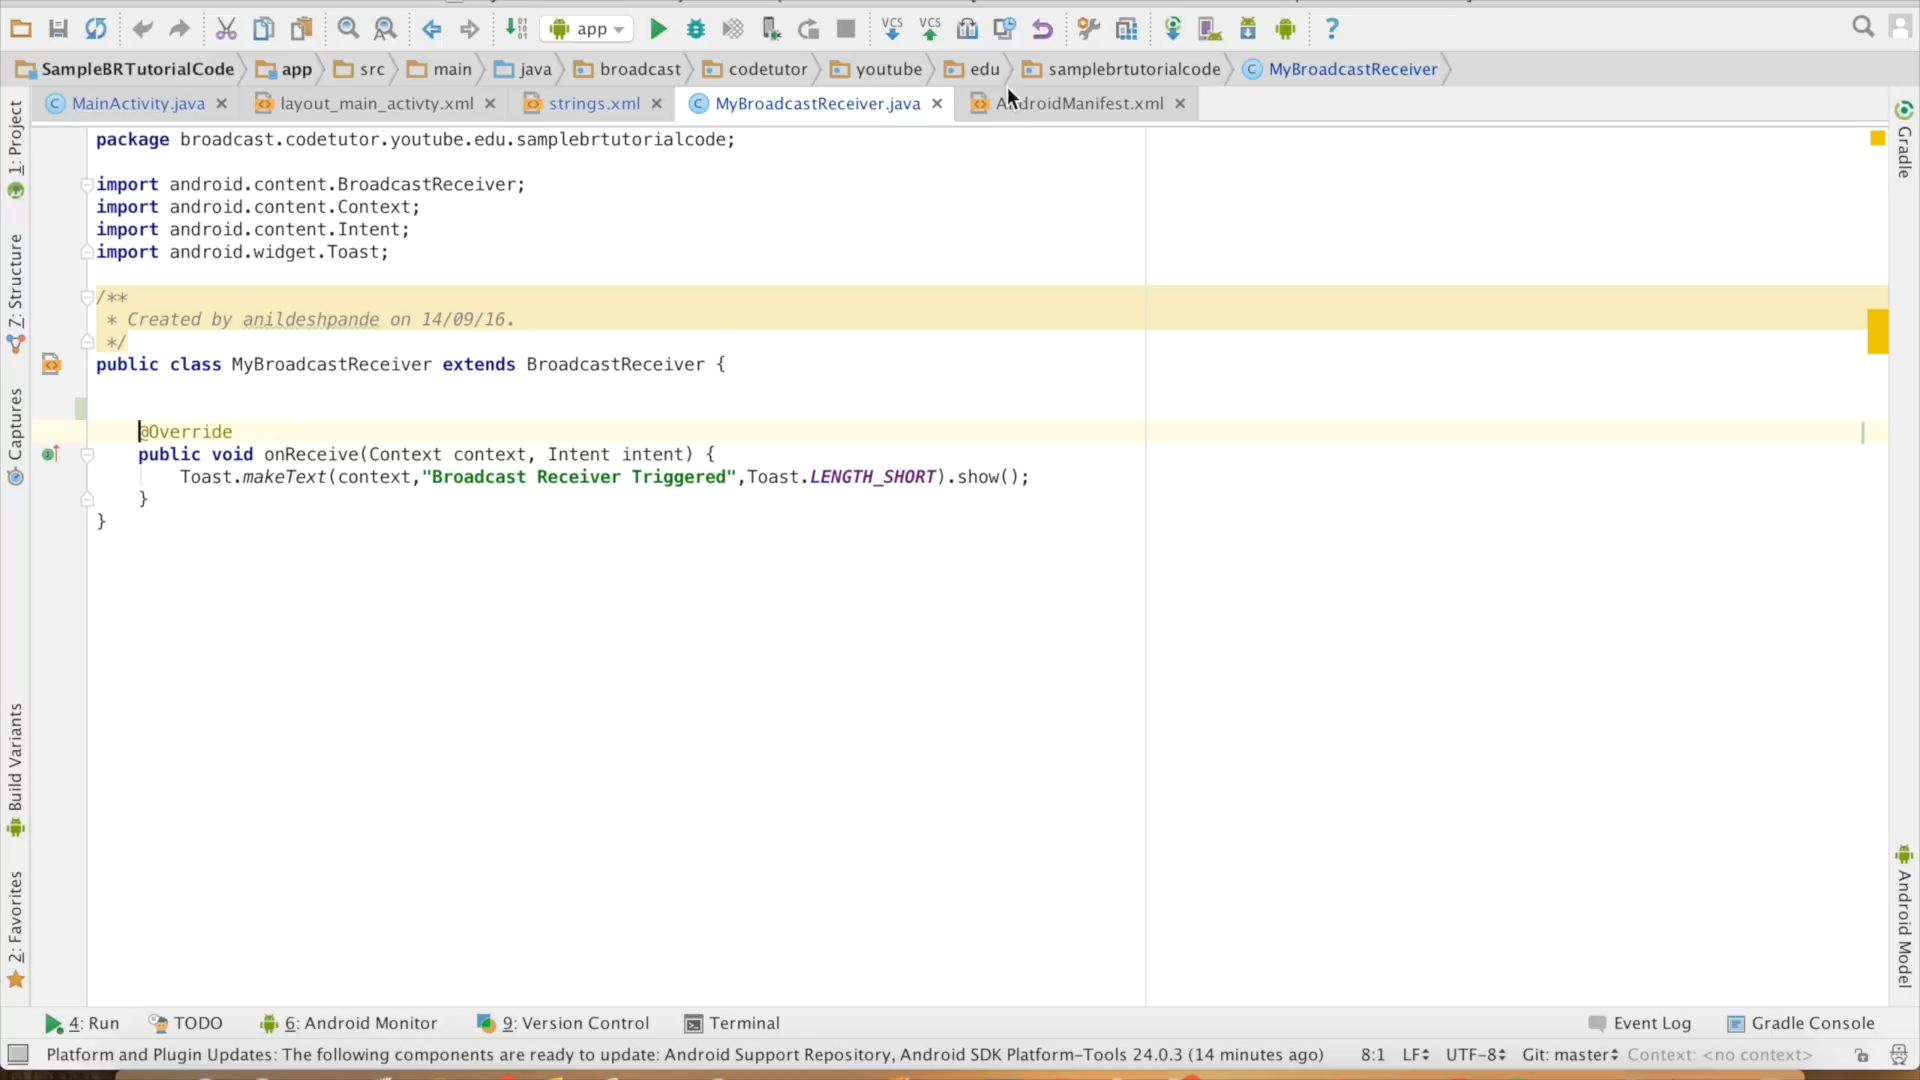 app
VCS VCS
SampleBRTutorialCode app src main java broadcast codetutor youtube edu samplebrtutorialcode MyBroadcastReceiver
MainActivity.java layout_main_activty.xml strings.xml MyBroadcastReceiver.java AndroidManifest.xml
package broadcast.codetutor.youtube.edu.samplebrtutorialcode;
import android.content.BroadcastReceiver;
import android.content.Context;
import android.content.Intent;
import android.widget.Toast;
/**
* Created by anildeshpande on 14/09/16.
*/
public class MyBroadcastReceiver extends BroadcastReceiver {
@Override
public void onReceive(Context context, Intent intent) {
Toast.makeText(context,"Broadcast Receiver Triggered",Toast.LENGTH_SHORT).show();
}
}
1: Project
Z: Structure
Captures
Build Variants
2: Favorites
Gradle
Android Model
4: Run TODO 6: Android Monitor 9: Version Control Terminal Event Log Gradle Console
Platform and Plugin Updates: The following components are ready to update: Android Support Repository, Android SDK Platform-Tools 24.0.3 (14 minutes ago) 8:1 LF UTF-8 Git: master Context: <no context>